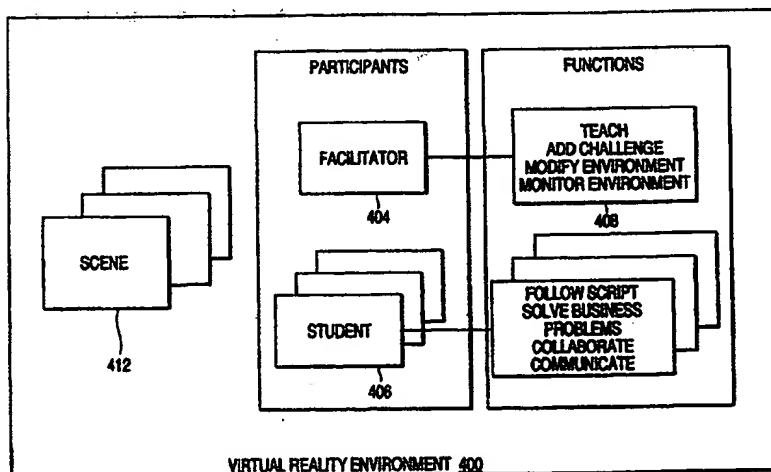 PARTICIPANTS
FUNCTIONS
FACILITATOR
404
TEACH
ADD CHALLENGE
MODIFY ENVIRONMENT
MONITOR ENVIRONMENT
408
SCENE
412
STUDENT
406
FOLLOW SCRIPT
SOLVE BUSINESS
PROBLEMS
COLLABORATE
COMMUNICATE
VIRTUAL REALITY ENVIRONMENT 400